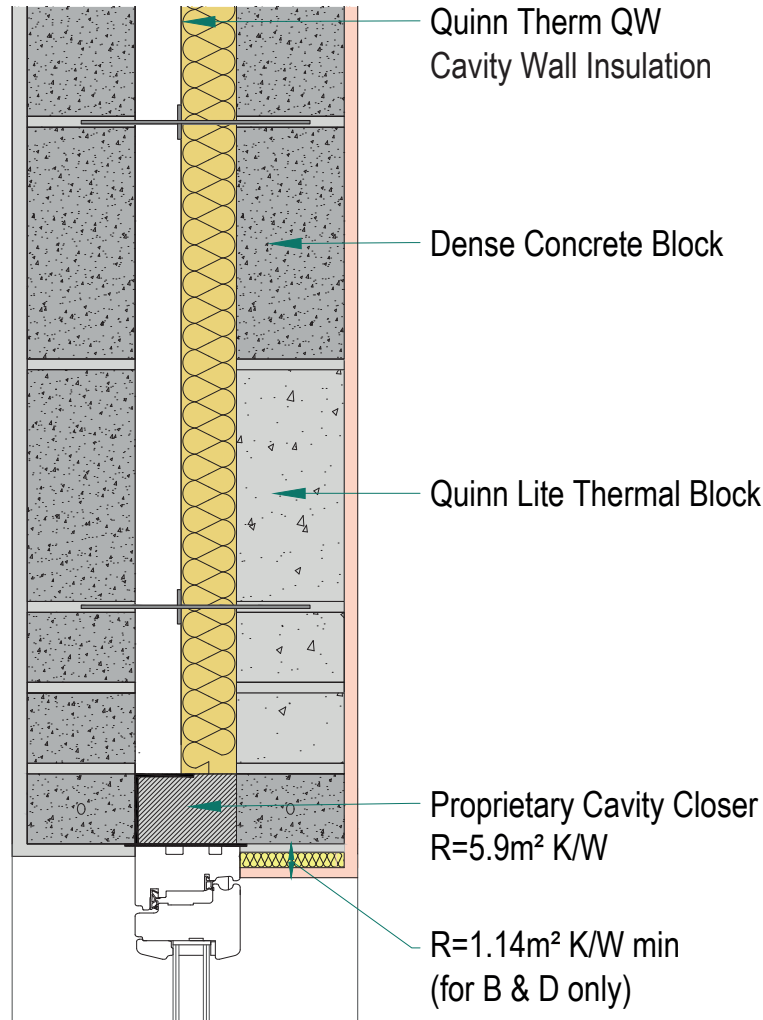 Quinn Therm QW
Cavity Wall Insulation
Dense Concrete Block
Quinn Lite Thermal Block
Proprietary Cavity Closer
R=5.9m² K/W
R=1.14m² K/W min
(for B & D only)